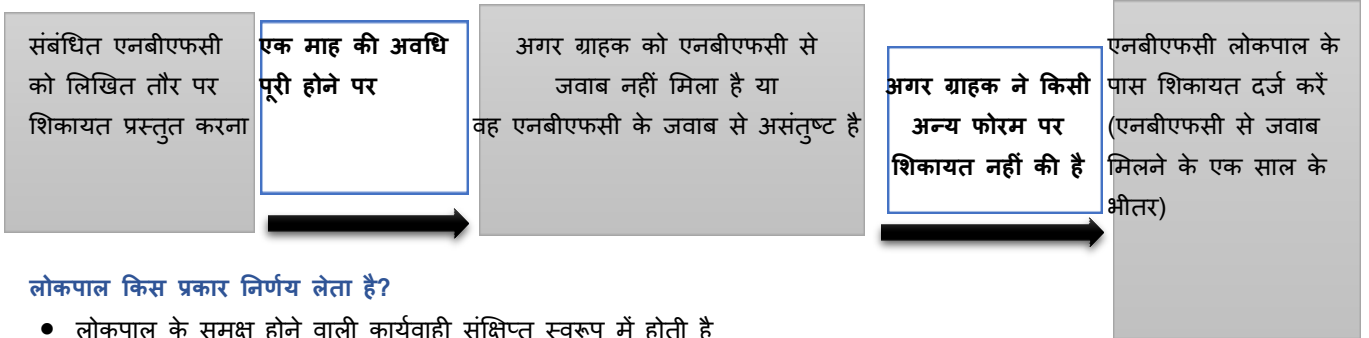 संबंधित एनबीएफसी
को लिखित तौर पर
शिकायत प्रस्तुत करना
एक माह की अवधि
पूरी होने पर
अगर ग्राहक को एनबीएफसी से
जवाब नहीं मिला है या
वह एनबीएफसी के जवाब से असंतुष्ट है
अगर ग्राहक ने किसी
अन्य फोरम पर
शिकायत नहीं की है
एनबीएफसी लोकपाल के
पास शिकायत दर्ज करें
(एनबीएफसी से जवाब
मिलने के एक साल के
भीतर)
लोकपाल किस प्रकार निर्णय लेता है?
● लोकपाल के समक्ष होने वाली कार्यवाही संक्षिप्त स्वरूप में होती है